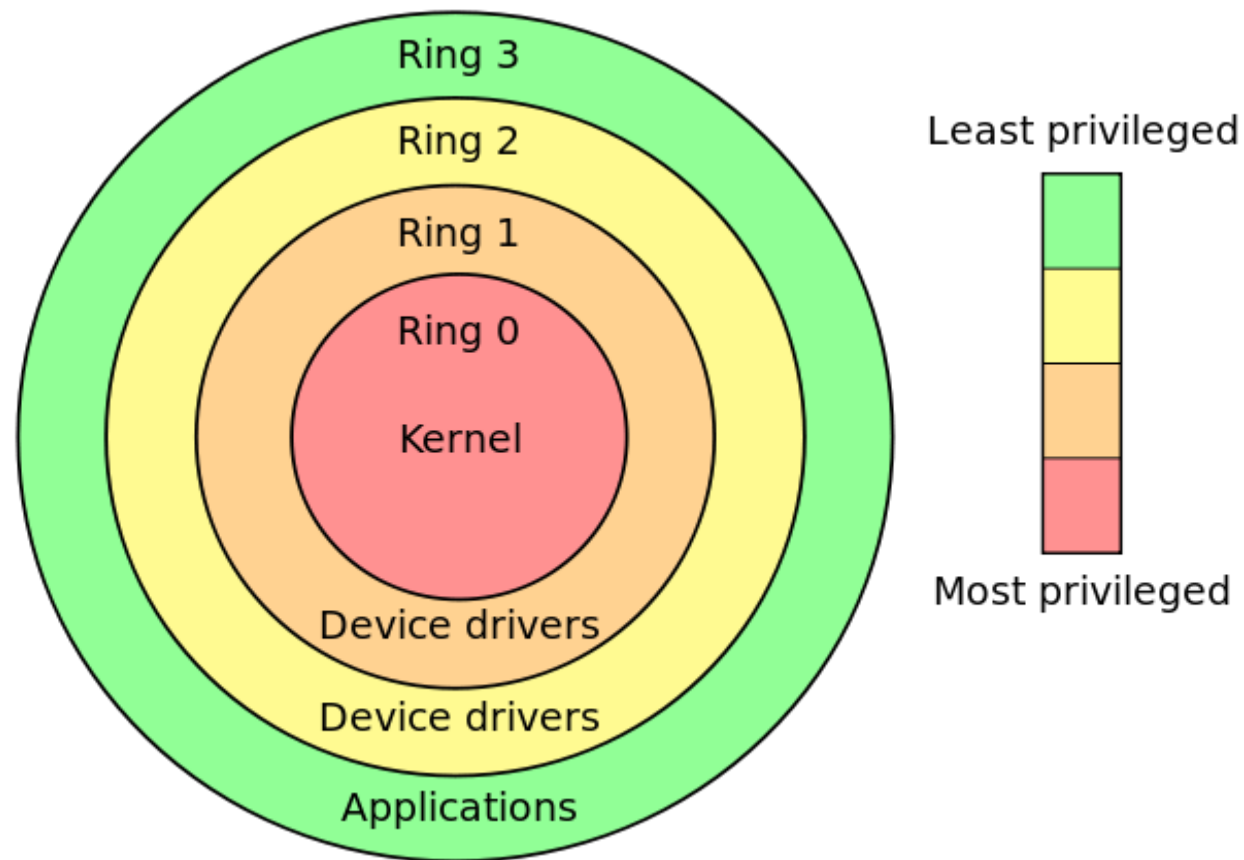 Ring 3
Ring 2
Ring 1
Ring 0
Kernel
Device drivers
Device drivers
Applications
Least privileged
Most privileged